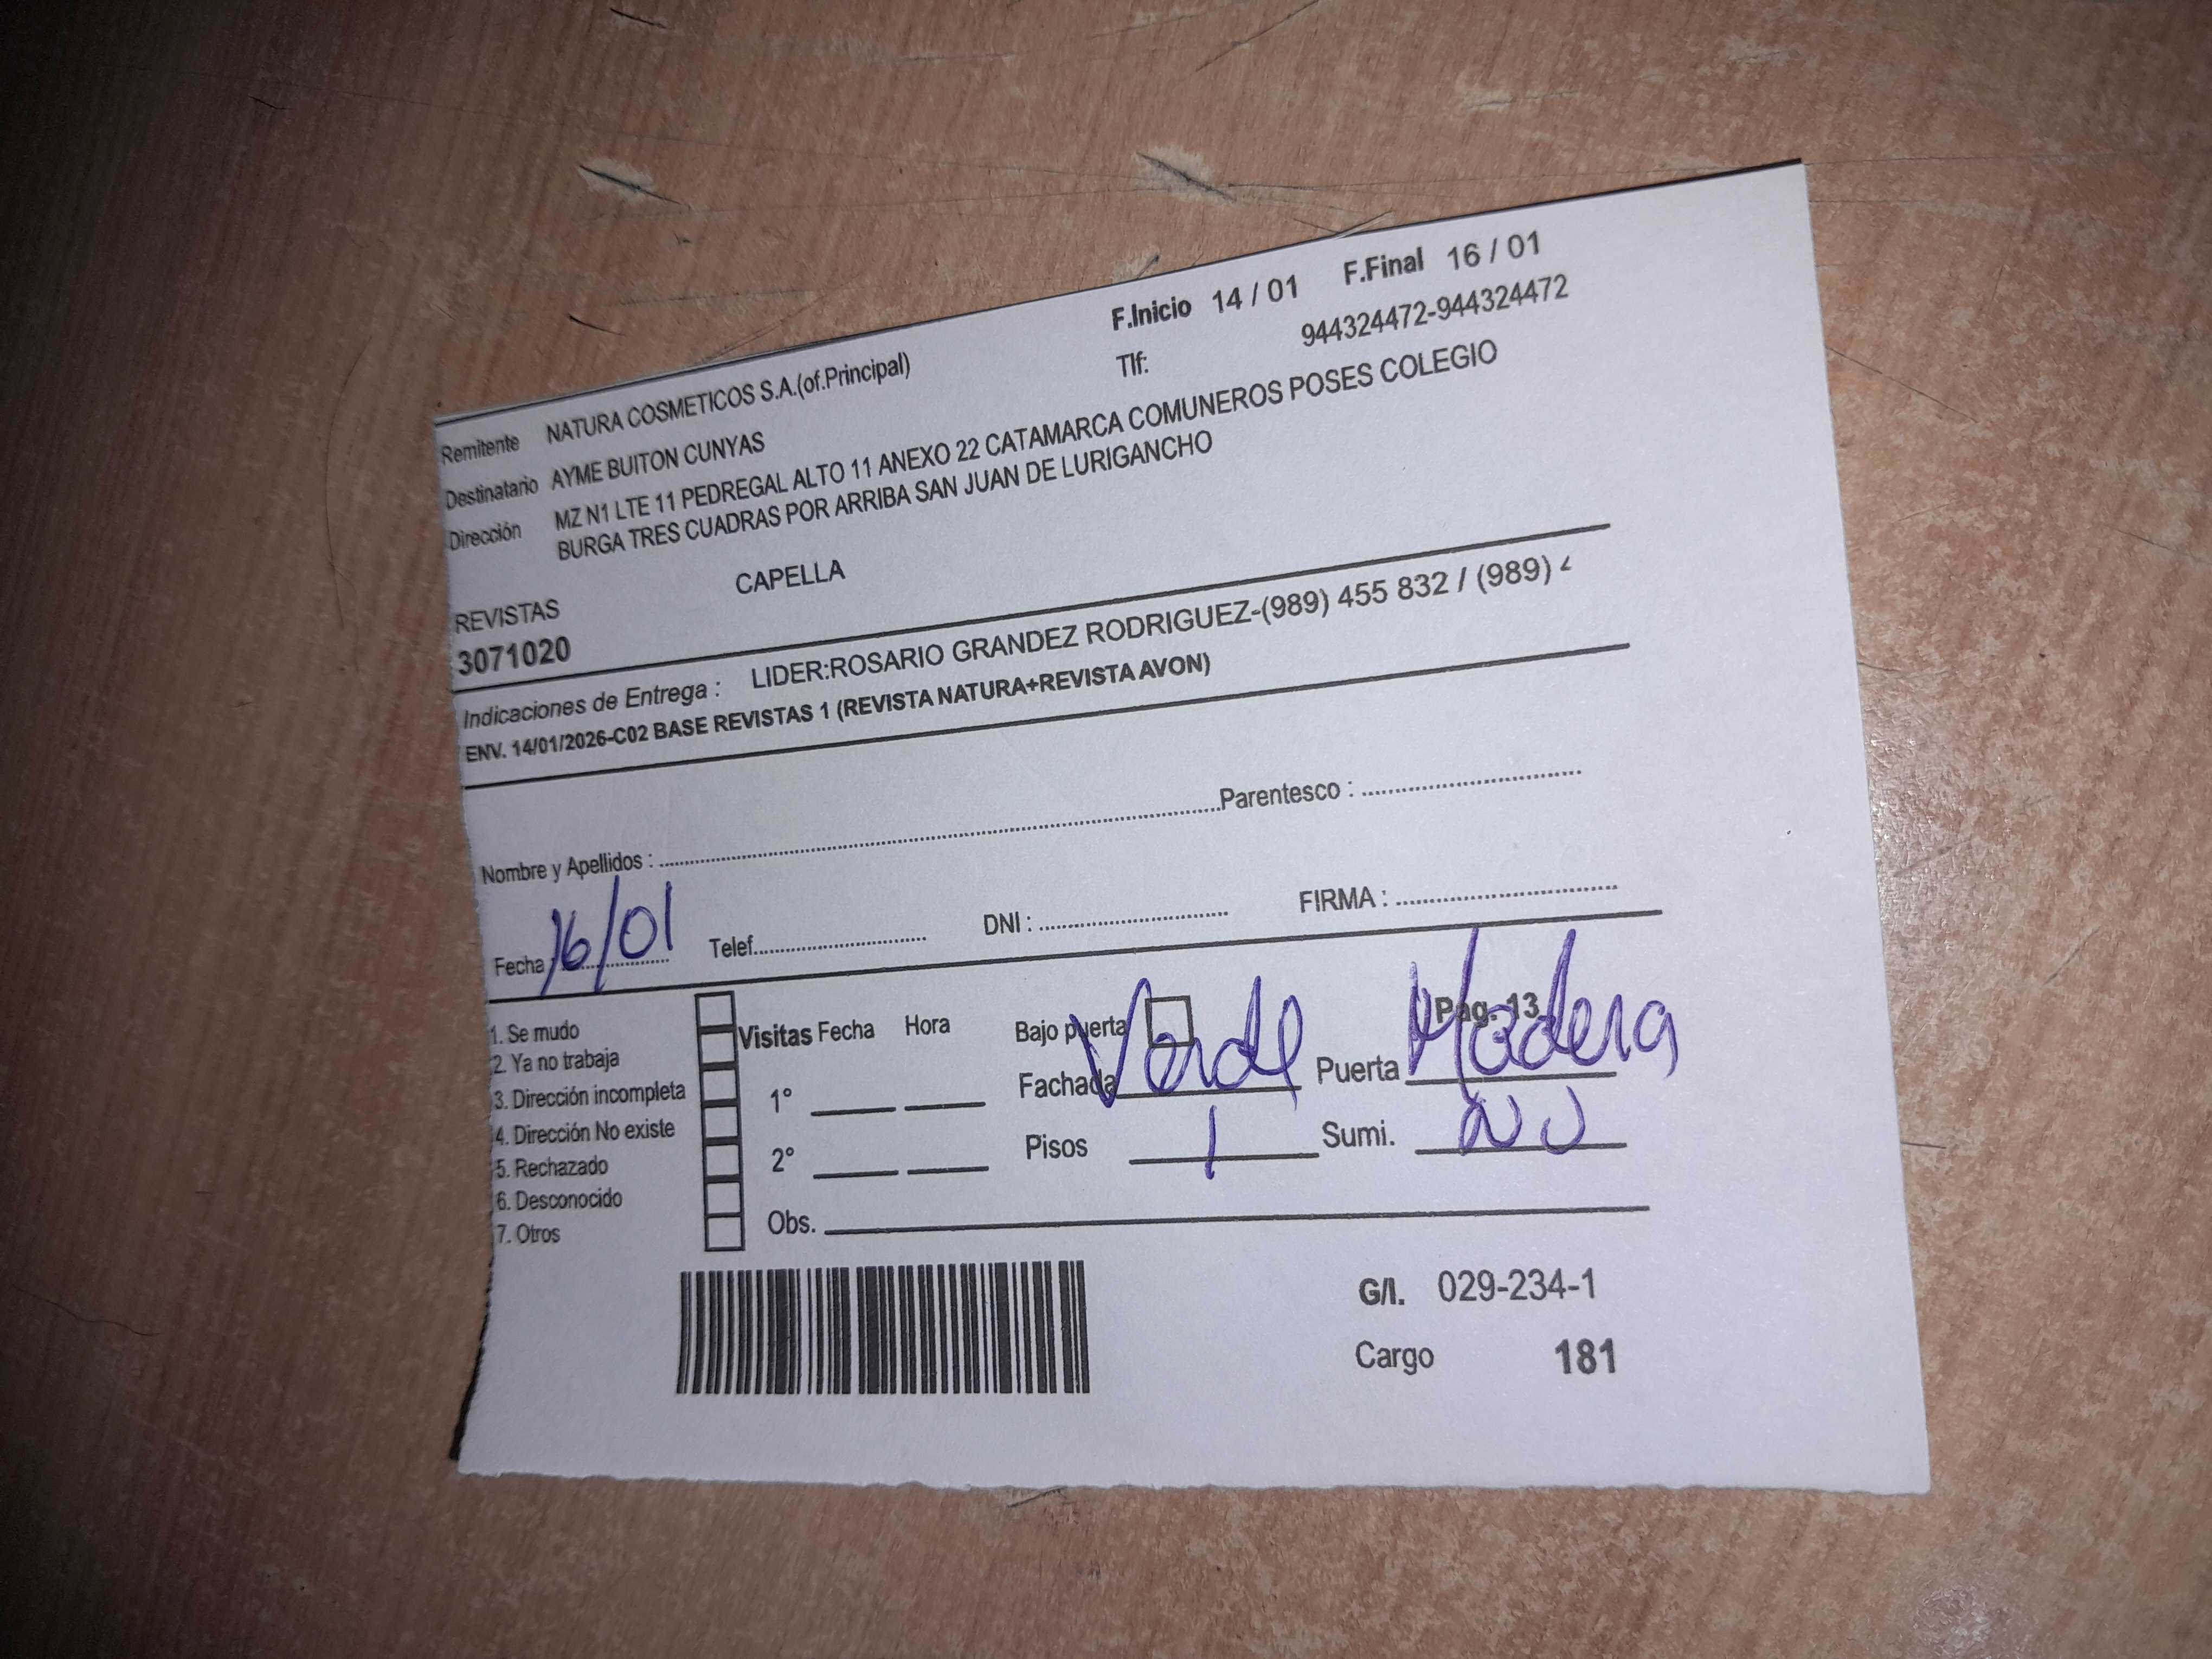 F.Inicio 14 / 01 F.Final 16 / 01
Remitente NATURA COSMETICOS S.A.(of.Principal) Tlf: 944324472-944324472
Destinatario AYME BUITON CUNYAS
Dirección MZ N1 LTE 11 PEDREGAL ALTO 11 ANEXO 22 CATAMARCA COMUNEROS POSES COLEGIO
BURGA TRES CUADRAS POR ARRIBA SAN JUAN DE LURIGANCHO
REVISTAS CAPELLA
3071020
Indicaciones de Entrega : LIDER:ROSARIO GRANDEZ RODRIGUEZ-(989) 455 832 / (989)
ENV. 14/01/2026-C02 BASE REVISTAS 1 (REVISTA NATURA+REVISTA AVON)
Nombre y Apellidos : Parentesco :
Fecha 16/01 Telef. DNI : FIRMA :
Pag. 13
1. Se mudo Visitas Fecha Hora Bajo puerta
2. Ya no trabaja Fachada Verde Puerta Madera
3. Dirección incompleta 1°
4. Dirección No existe Pisos 1 Sumi. NO
5. Rechazado 2°
6. Desconocido
7. Otros Obs.
G/I. 029-234-1
Cargo 181